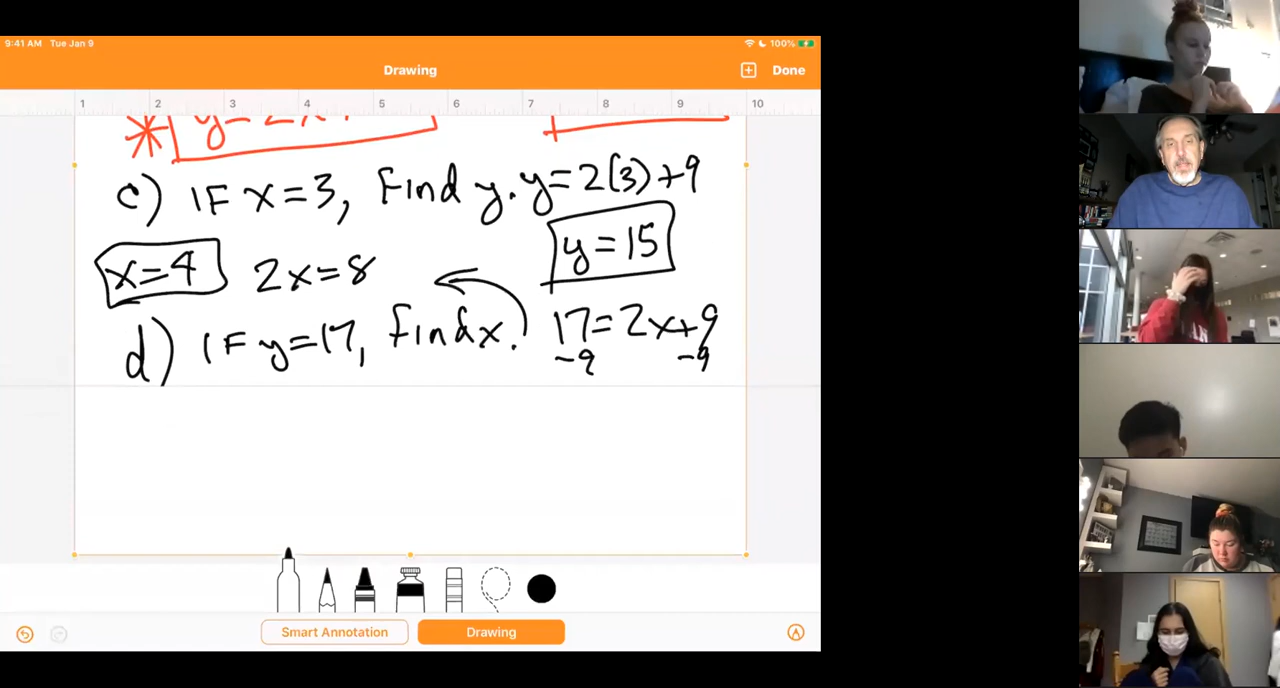 9:41 AM Tue Jan 9
100%
Drawing
Done
1 2 3 4 5 6 7 8 9 10
c) IF x=3, Find y. y=2(3)+9
y=15
x=4 2x=8
d) IF y=17, Find x. 17=2x+9
-9 -9
Smart Annotation
Drawing